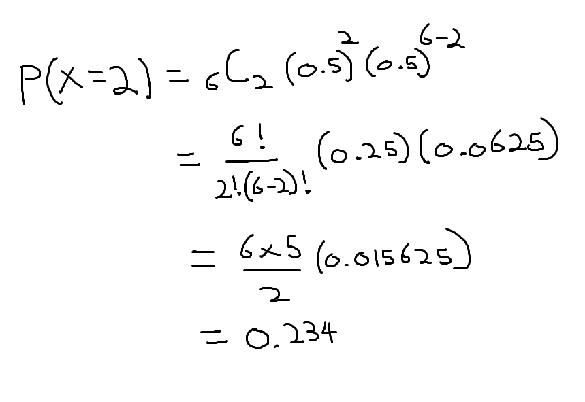 P(X=2) = ₆C₂ (0.5)² (0.5)⁶⁻²
= 6!/2!(6-2)! (0.25)(0.0625)
= 6×5/2 (0.015625)
= 0.234